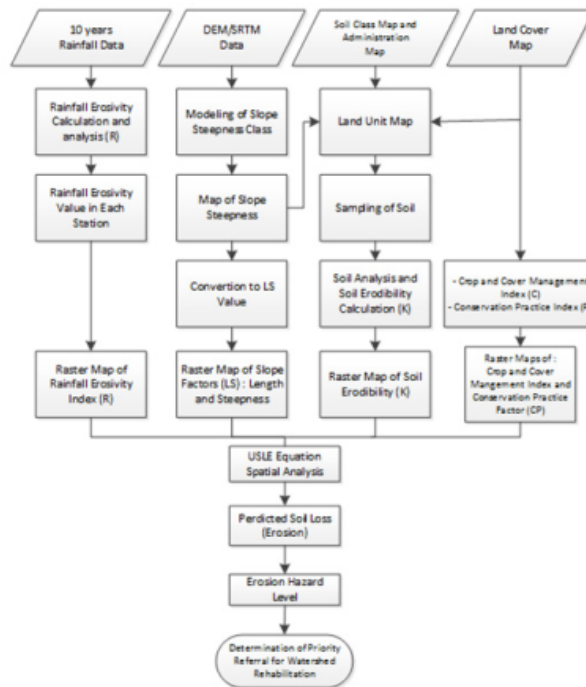 10 years
Rainfall Data
DEM/SRTM
Data
Soil Class Map and
Administration
Map
Land Cover
Map
Rainfall Erosivity
Calculation and
analysis (R)
Modeling of Slope
Steepness Class
Land Unit Map
Rainfall Erosivity
Value in Each
Station
Map of Slope
Steepness
Sampling of Soil
Convertion to LS
Value
Soil Analysis and
Soil Erodibility
Calculation (K)
- Crop and Cover Management
Index (C)
- Conservation Practice Index (P
Raster Map of
Rainfall Erosivity
Index (R)
Raster Map of Slope
Factors (LS) : Length
and Steepness
Raster Map of Soil
Erodibility (K)
Raster Maps of :
Crop and Cover
Mangement Index and
Conservation Practice
Factor (CP)
USLE Equation
Spatial Analysis
Perdicted Soil Loss
(Erosion)
Erosion Hazard
Level
Determination of Priority
Referral for Watershed
Rehabilitation